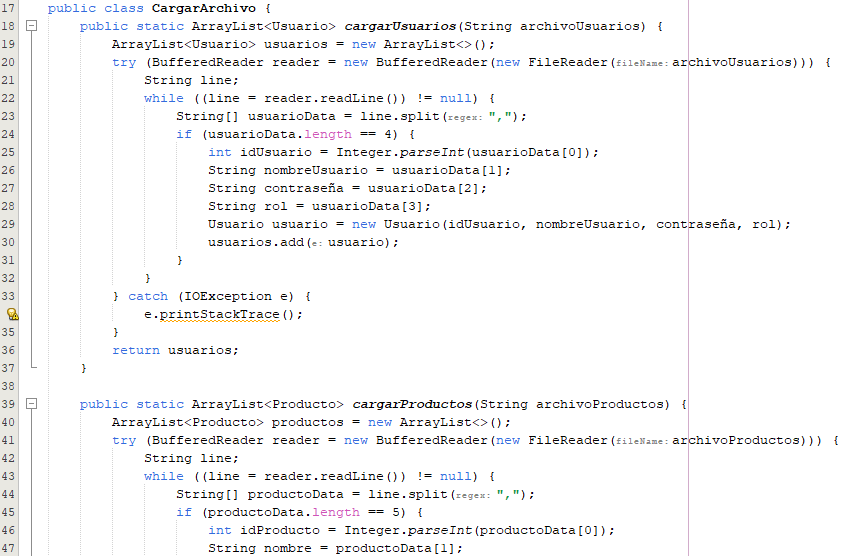 17 public class CargarArchivo {
18 public static ArrayList<Usuario> cargarUsuarios(String archivoUsuarios) {
19 ArrayList<Usuario> usuarios = new ArrayList<>();
20 try (BufferedReader reader = new BufferedReader(new FileReader(fileName: archivoUsuarios))) {
21 String line;
22 while ((line = reader.readLine()) != null) {
23 String[] usuarioData = line.split(regex: ",");
24 if (usuarioData.length == 4) {
25 int idUsuario = Integer.parseInt(usuarioData[0]);
26 String nombreUsuario = usuarioData[1];
27 String contraseña = usuarioData[2];
28 String rol = usuarioData[3];
29 Usuario usuario = new Usuario(idUsuario, nombreUsuario, contraseña, rol);
30 usuarios.add(e: usuario);
31 }
32 }
33 } catch (IOException e) {
e.printStackTrace();
35 }
36 return usuarios;
37 }
38
39 public static ArrayList<Producto> cargarProductos(String archivoProductos) {
40 ArrayList<Producto> productos = new ArrayList<>();
41 try (BufferedReader reader = new BufferedReader(new FileReader(fileName: archivoProductos))) {
42 String line;
43 while ((line = reader.readLine()) != null) {
44 String[] productoData = line.split(regex: ",");
45 if (productoData.length == 5) {
46 int idProducto = Integer.parseInt(productoData[0]);
47 String nombre = productoData[1];